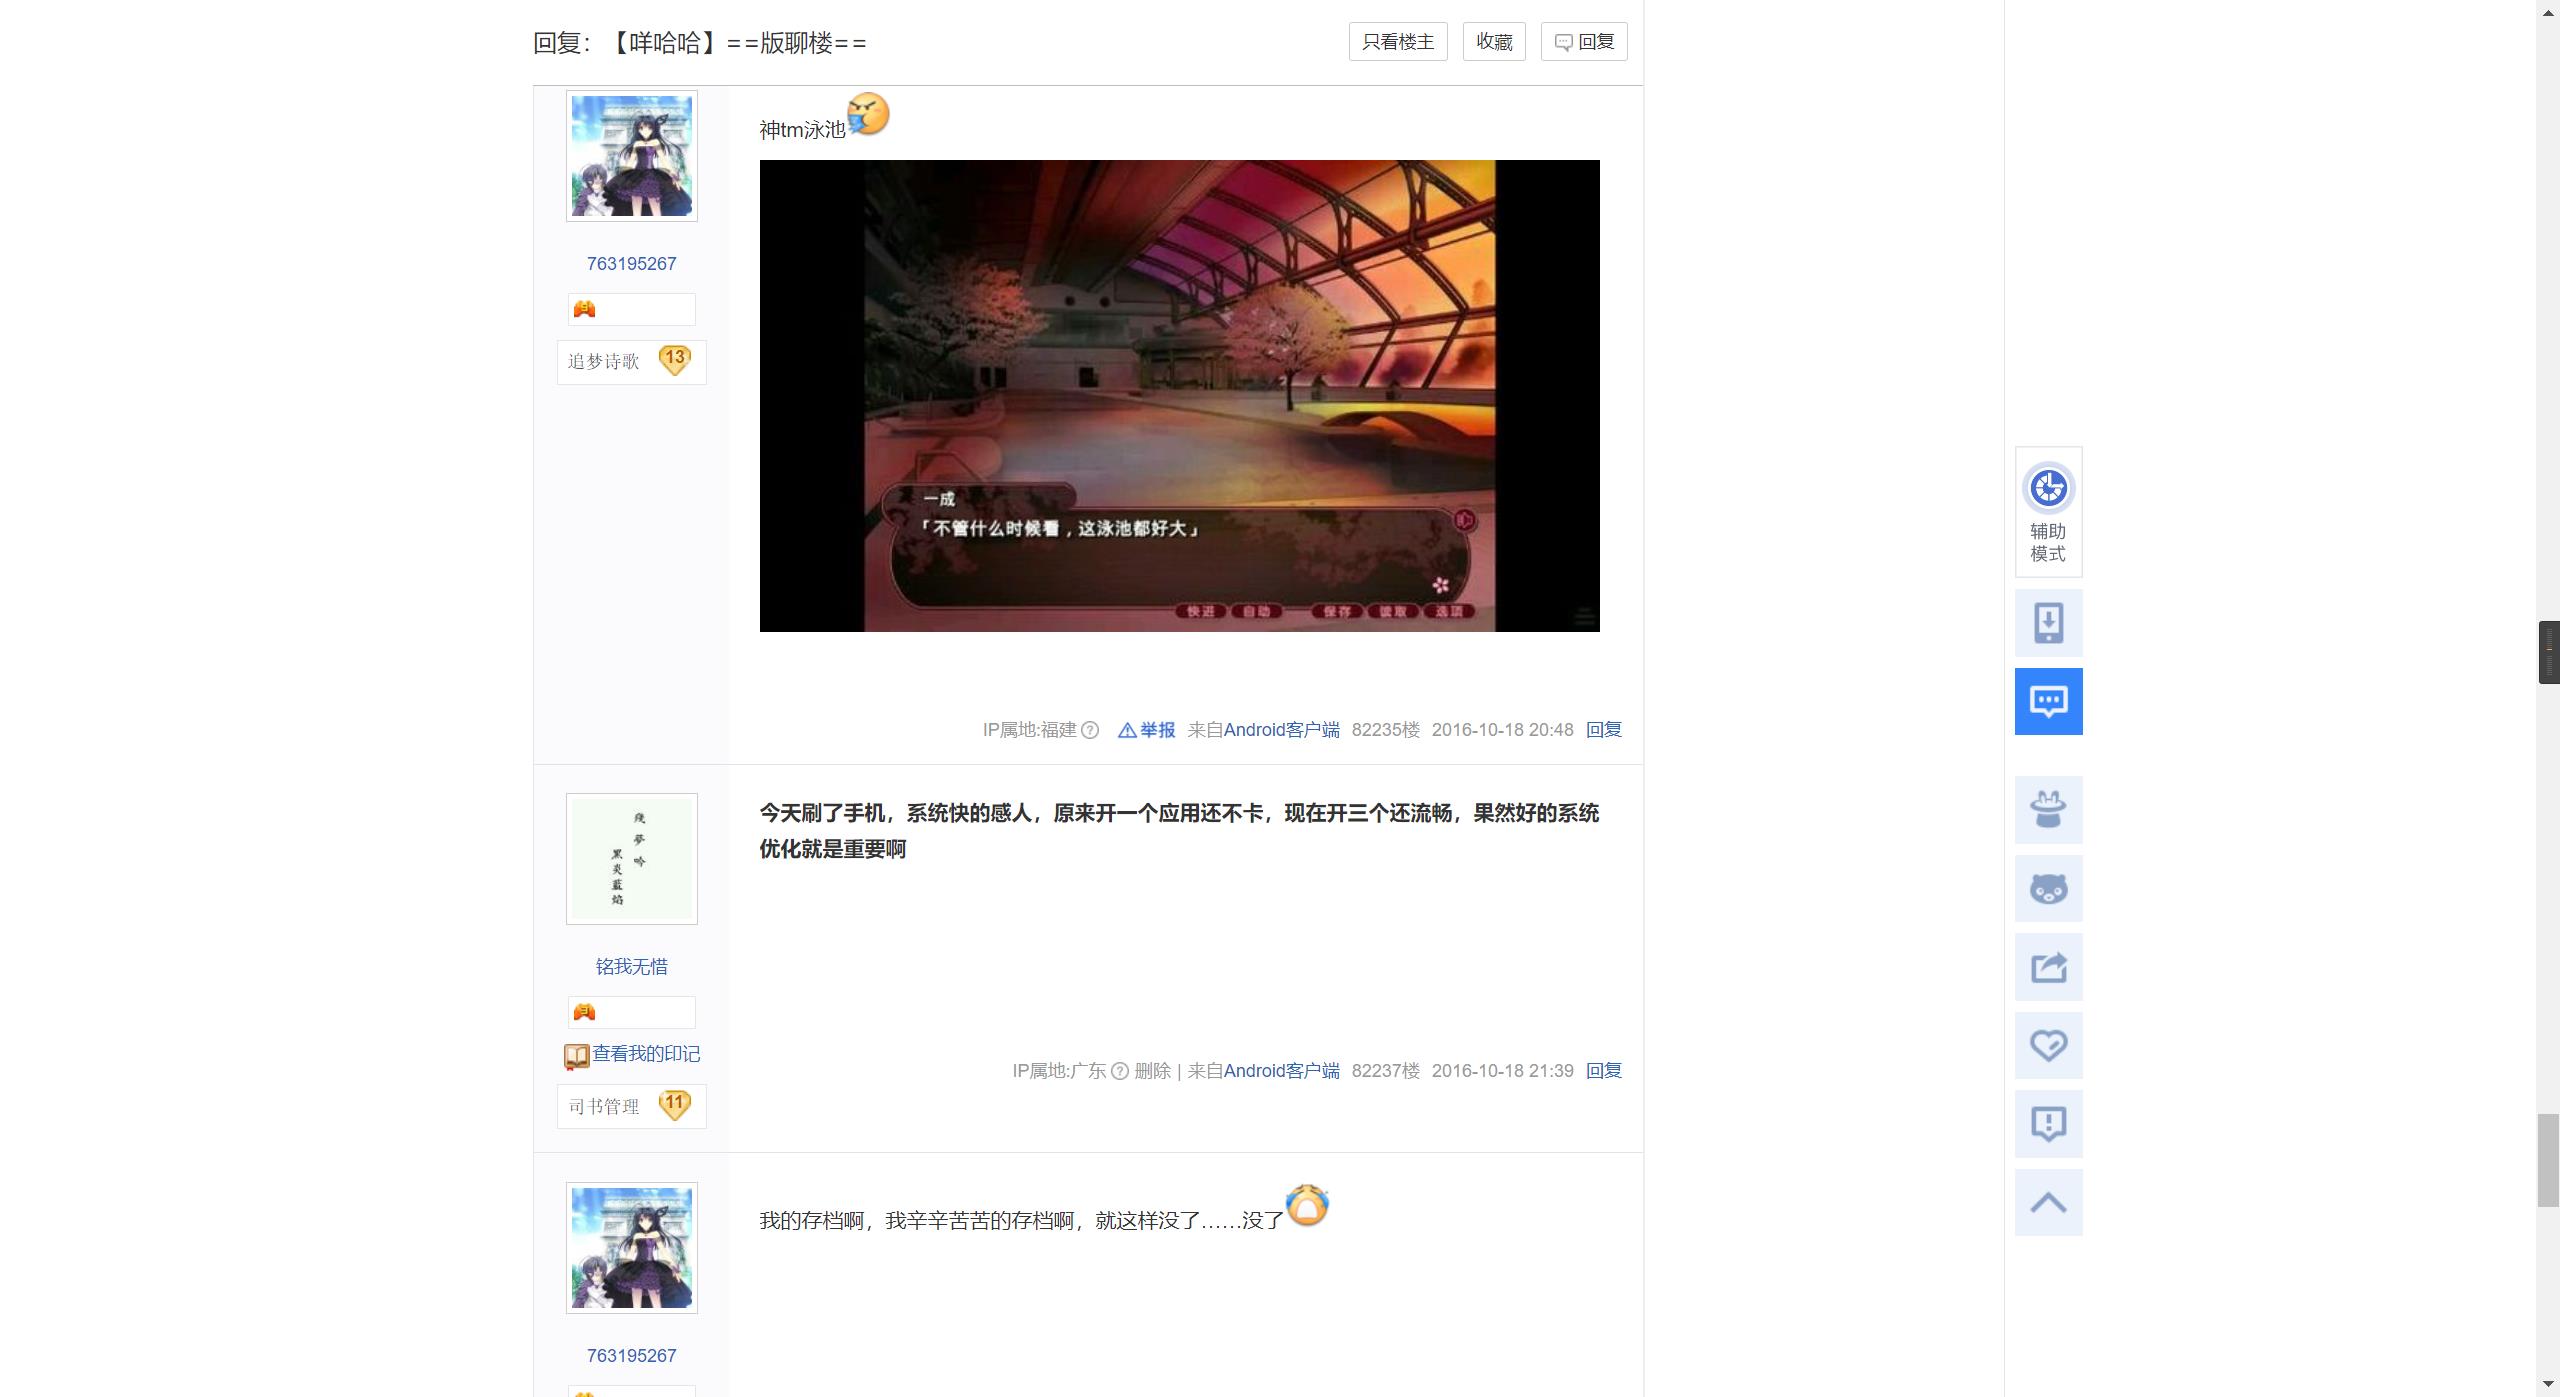 回复：【咩哈哈】==版聊楼==
只看楼主
收藏
回复
神tm泳池
一成
「不管什么时候看，这泳池都好大」
快进 自动 保存 读取 选项
763195267
追梦诗歌 13
IP属地:福建 举报 来自Android客户端 82235楼 2016-10-18 20:48 回复
今天刷了手机，系统快的感人，原来开一个应用还不卡，现在开三个还流畅，果然好的系统
优化就是重要啊
残梦吟
黑炎蓝焰
铭我无惜
3
查看我的印记
司书管理 11
IP属地:广东 删除 | 来自Android客户端 82237楼 2016-10-18 21:39 回复
我的存档啊，我辛辛苦苦的存档啊，就这样没了……没了
763195267
辅助
模式